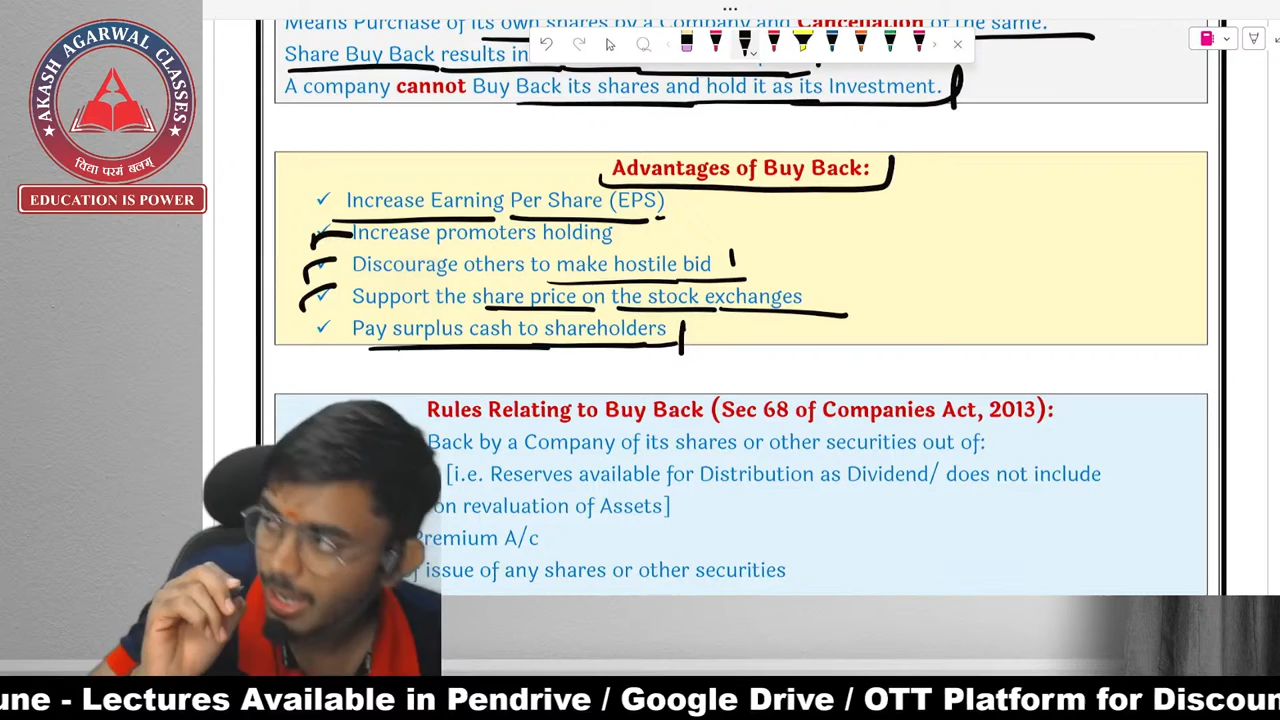 ...
Means Purchase of its own shares by a Company and Cancellation of the same.
Share Buy Back results in
A company cannot Buy Back its shares and hold it as its Investment.
AKASH AGARWAL CLASSES
विद्या परमं बलम्
EDUCATION IS POWER
Advantages of Buy Back:
✓ Increase Earning Per Share (EPS)
✓ Increase promoters holding
✓ Discourage others to make hostile bid
✓ Support the share price on the stock exchanges
✓ Pay surplus cash to shareholders
Rules Relating to Buy Back (Sec 68 of Companies Act, 2013):
Back by a Company of its shares or other securities out of:
[i.e. Reserves available for Distribution as Dividend/ does not include
on revaluation of Assets]
Premium A/c
issue of any shares or other securities
une - Lectures Available in Pendrive / Google Drive / OTT Platform for Discoun